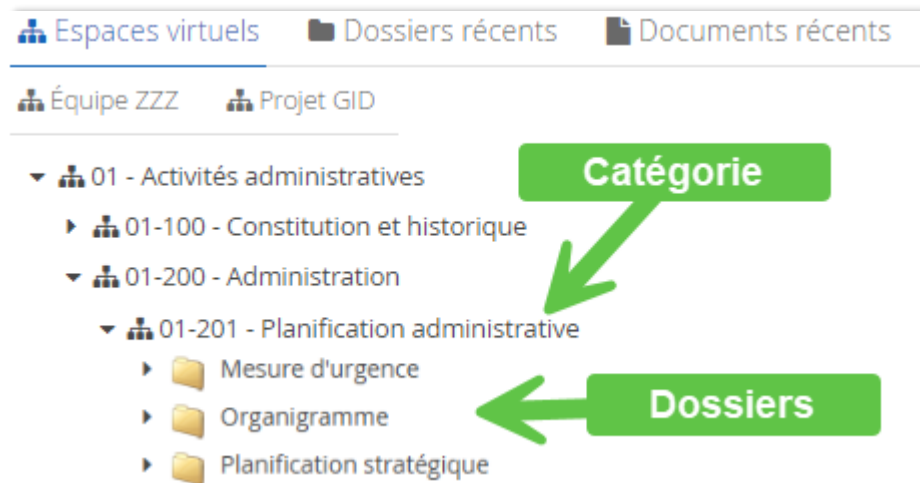 Espaces virtuels Dossiers récents Documents récents
Équipe ZZZ Projet GID
01 - Activités administratives
Catégorie
01-100 - Constitution et historique
01-200 - Administration
01-201 - Planification administrative
Mesure d'urgence
Organigramme
Dossiers
Planification stratégique